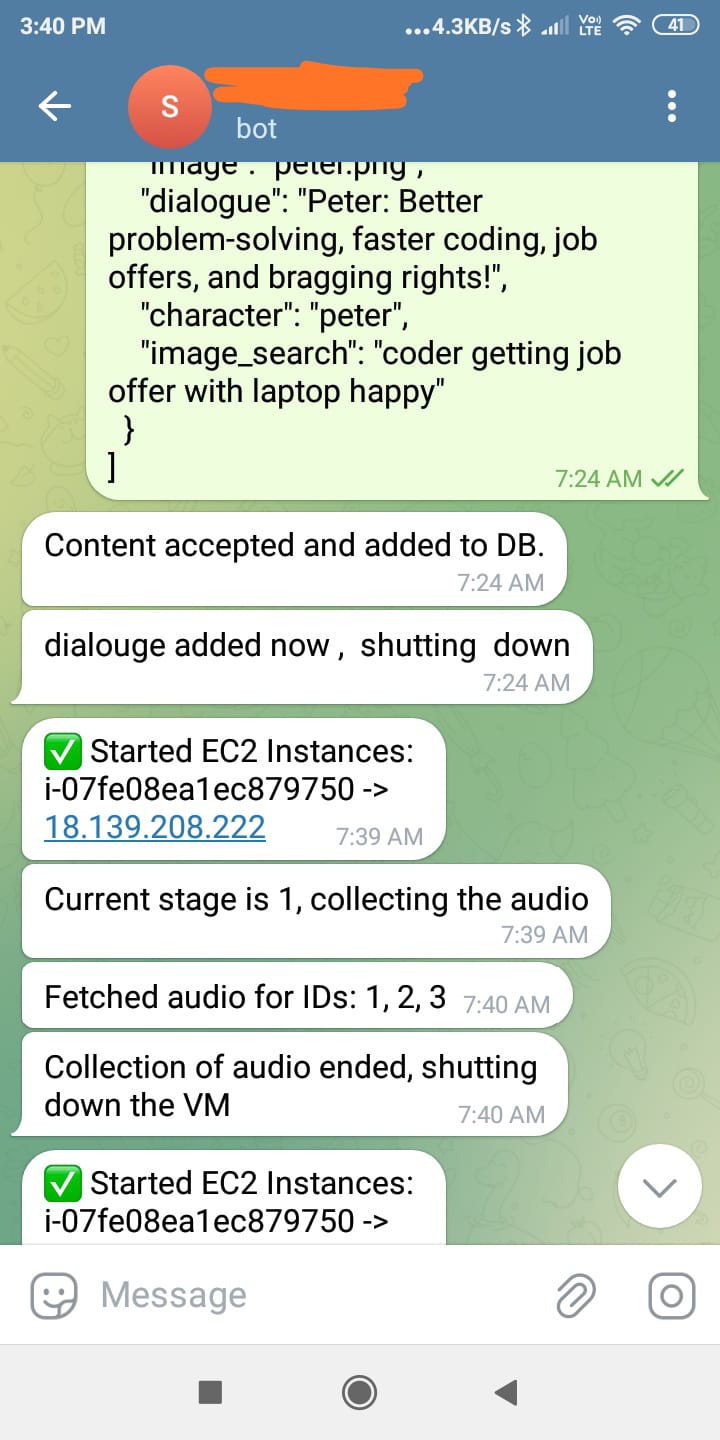 3:40 PM
...4.3KB/s Vo)) LTE 41
S
bot
"image": "peter.png",
"dialogue": "Peter: Better
problem-solving, faster coding, job
offers, and bragging rights!",
"character": "peter",
"image_search": "coder getting job
offer with laptop happy"
}
]
7:24 AM
Content accepted and added to DB.
7:24 AM
dialouge added now , shutting down
7:24 AM
✅ Started EC2 Instances:
i-07fe08ea1ec879750 ->
18.139.208.222
7:39 AM
Current stage is 1, collecting the audio
7:39 AM
Fetched audio for IDs: 1, 2, 3 7:40 AM
Collection of audio ended, shutting
down the VM
7:40 AM
✅ Started EC2 Instances:
i-07fe08ea1ec879750 ->
Message